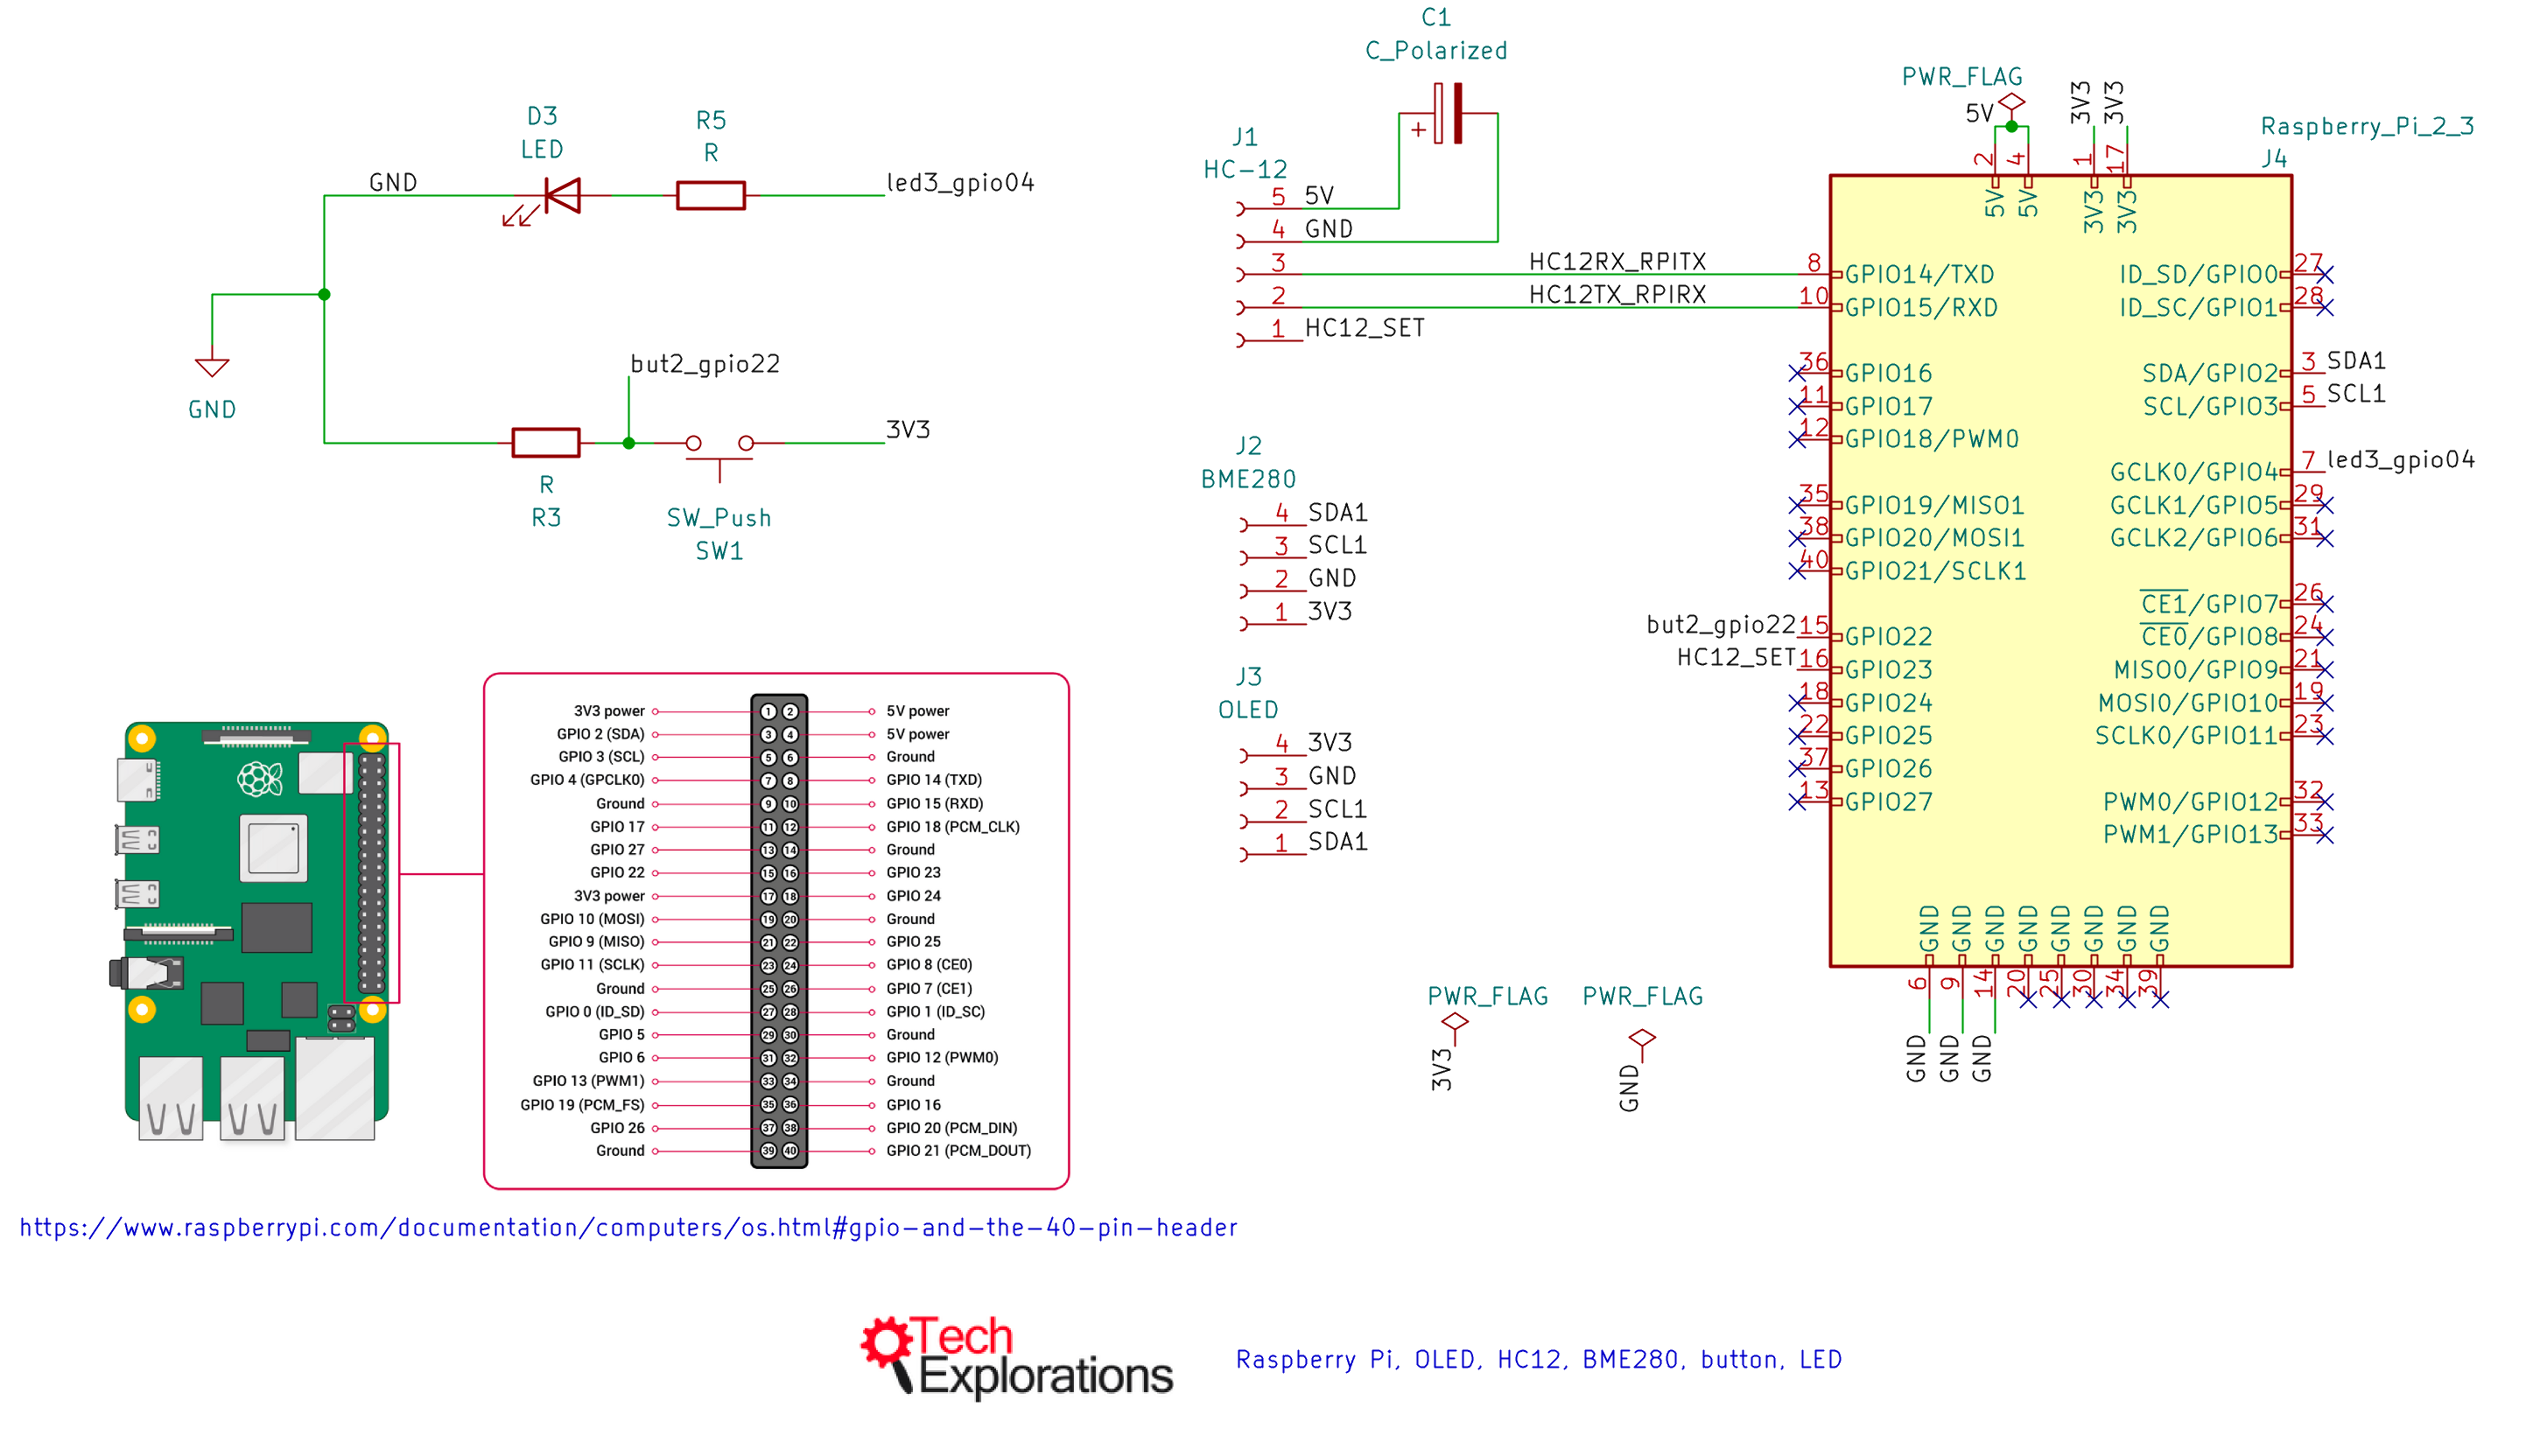 C1
C_Polarized
D3
LED
R5
R
GND
led3_gpio04
GND
but2_gpio22
3V3
R
R3
SW_Push
SW1
J1
HC-12
+
5 5V
4 GND
3 HC12RX_RPITX
2 HC12TX_RPIRX
1 HC12_SET
J2
BME280
4 SDA1
3 SCL1
2 GND
1 3V3
J3
OLED
4 3V3
3 GND
2 SCL1
1 SDA1
PWR_FLAG
5V
3V3
3V3
Raspberry_Pi_2_3
J4
2 4 1 17
5V 5V 3V3 3V3
8 GPIO14/TXD
10 GPIO15/RXD
36 GPIO16
11 GPIO17
12 GPIO18/PWM0
35 GPIO19/MISO1
38 GPIO20/MOSI1
40 GPIO21/SCLK1
but2_gpio22 15 GPIO22
HC12_SET 16 GPIO23
18 GPIO24
22 GPIO25
37 GPIO26
13 GPIO27
ID_SD/GPIO0 27
ID_SC/GPIO1 28
SDA/GPIO2 3 SDA1
SCL/GPIO3 5 SCL1
GCLK0/GPIO4 7 led3_gpio04
GCLK1/GPIO5 29
GCLK2/GPIO6 31
CE1/GPIO7 26
CE0/GPIO8 24
MISO0/GPIO9 21
MOSI0/GPIO10 19
SCLK0/GPIO11 23
PWM0/GPIO12 32
PWM1/GPIO13 33
GND GND GND GND GND GND GND GND
6 9 14 20 25 30 34 39
GND GND GND
PWR_FLAG
3V3
PWR_FLAG
GND
3V3 power 1 2 5V power
GPIO 2 (SDA) 3 4 5V power
GPIO 3 (SCL) 5 6 Ground
GPIO 4 (GPCLK0) 7 8 GPIO 14 (TXD)
Ground 9 10 GPIO 15 (RXD)
GPIO 17 11 12 GPIO 18 (PCM_CLK)
GPIO 27 13 14 Ground
GPIO 22 15 16 GPIO 23
3V3 power 17 18 GPIO 24
GPIO 10 (MOSI) 19 20 Ground
GPIO 9 (MISO) 21 22 GPIO 25
GPIO 11 (SCLK) 23 24 GPIO 8 (CE0)
Ground 25 26 GPIO 7 (CE1)
GPIO 0 (ID_SD) 27 28 GPIO 1 (ID_SC)
GPIO 5 29 30 Ground
GPIO 6 31 32 GPIO 12 (PWM0)
GPIO 13 (PWM1) 33 34 Ground
GPIO 19 (PCM_FS) 35 36 GPIO 16
GPIO 26 37 38 GPIO 20 (PCM_DIN)
Ground 39 40 GPIO 21 (PCM_DOUT)
https://www.raspberrypi.com/documentation/computers/os.html#gpio-and-the-40-pin-header
Tech
Explorations
Raspberry Pi, OLED, HC12, BME280, button, LED